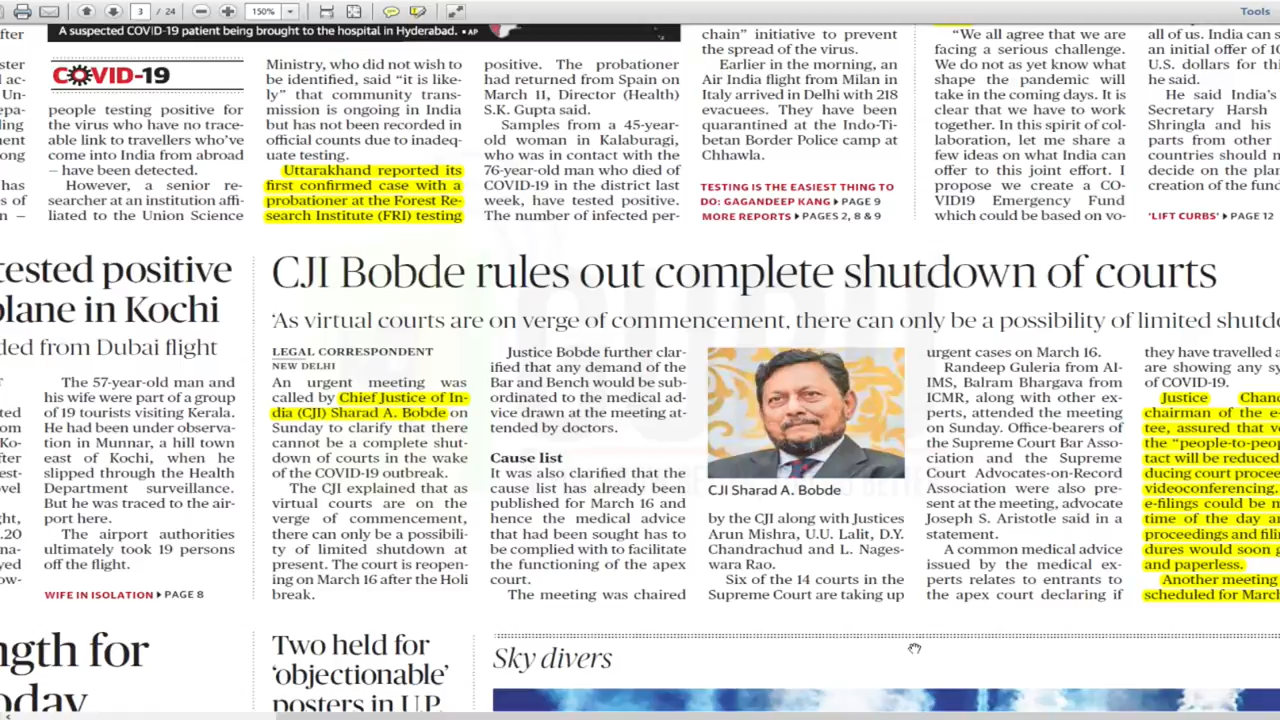 3 / 24
150%
Tools
A suspected COVID-19 patient being brought to the hospital in Hyderabad. • AP
COVID-19
people testing positive for
the virus who have no trace-
able link to travellers who've
come into India from abroad
— have been detected.
However, a senior re-
searcher at an institution affi-
liated to the Union Science
Ministry, who did not wish to
be identified, said "it is like-
ly" that community trans-
mission is ongoing in India
but has not been recorded in
official counts due to inadeq-
uate testing.
Uttarakhand reported its
first confirmed case with a
probationer at the Forest Re-
search Institute (FRI) testing
positive. The probationer
had returned from Spain on
March 11, Director (Health)
S.K. Gupta said.
Samples from a 45-year-
old woman in Kalaburagi,
who was in contact with the
76-year-old man who died of
COVID-19 in the district last
week, have tested positive.
The number of infected per-
chain" initiative to prevent
the spread of the virus.
Earlier in the morning, an
Air India flight from Milan in
Italy arrived in Delhi with 218
evacuees. They have been
quarantined at the Indo-Ti-
betan Border Police camp at
Chhawla.
TESTING IS THE EASIEST THING TO
DO: GAGANDEEP KANG ▸ PAGE 9
MORE REPORTS ▸ PAGES 2, 8 & 9
"We all agree that we are
facing a serious challenge.
We do not as yet know what
shape the pandemic will
take in the coming days. It is
clear that we have to work
together. In this spirit of col-
laboration, let me share a
few ideas on what India can
offer to this joint effort. I
propose we create a CO-
VID19 Emergency Fund
which could be based on vo-
all of us. India can s
an initial offer of 10
U.S. dollars for thi
he said.
He said India's
Secretary Harsh
Shringla and his
parts from other
countries should n
decide on the plan
creation of the fund
'LIFT CURBS' ▸ PAGE 12
tested positive
plane in Kochi
ded from Dubai flight
The 57-year-old man and
his wife were part of a group
of 19 tourists visiting Kerala.
He had been under observa-
tion in Munnar, a hill town
east of Kochi, when he
slipped through the Health
Department surveillance.
But he was traced to the air-
port here.
The airport authorities
ultimately took 19 persons
off the flight.
WIFE IN ISOLATION ▸ PAGE 8
CJI Bobde rules out complete shutdown of courts
'As virtual courts are on verge of commencement, there can only be a possibility of limited shutdo
LEGAL CORRESPONDENT
NEW DELHI
An urgent meeting was
called by Chief Justice of In-
dia (CJI) Sharad A. Bobde on
Sunday to clarify that there
cannot be a complete shut-
down of courts in the wake
of the COVID-19 outbreak.
The CJI explained that as
virtual courts are on the
verge of commencement,
there can only be a possibili-
ty of limited shutdown at
present. The court is reopen-
ing on March 16 after the Holi
break.
Justice Bobde further clar-
ified that any demand of the
Bar and Bench would be sub-
ordinated to the medical ad-
vice drawn at the meeting at-
tended by doctors.
Cause list
It was also clarified that the
cause list has already been
published for March 16 and
hence the medical advice
that had been sought has to
be complied with to facilitate
the functioning of the apex
court.
The meeting was chaired
CJI Sharad A. Bobde
by the CJI along with Justices
Arun Mishra, U.U. Lalit, D.Y.
Chandrachud and L. Nages-
wara Rao.
Six of the 14 courts in the
Supreme Court are taking up
urgent cases on March 16.
Randeep Guleria from AI-
IMS, Balram Bhargava from
ICMR, along with other ex-
perts, attended the meeting
on Sunday. Office-bearers of
the Supreme Court Bar Asso-
ciation and the Supreme
Court Advocates-on-Record
Association were also pre-
sent at the meeting, advocate
Joseph S. Aristotle said in a
statement.
A common medical advice
issued by the medical ex-
perts relates to entrants to
the apex court declaring if
they have travelled a
are showing any sy
of COVID-19.
Justice Chand
chairman of the e
tee, assured that v
the "people-to-peo
tact will be reduced
ducing court procee
videoconferencing.
e-filings could be m
time of the day a
proceedings and filin
dures would soon g
and paperless.
Another meeting
scheduled for March
ngth for
oday
Two held for
'objectionable'
posters in U.P.
Sky divers